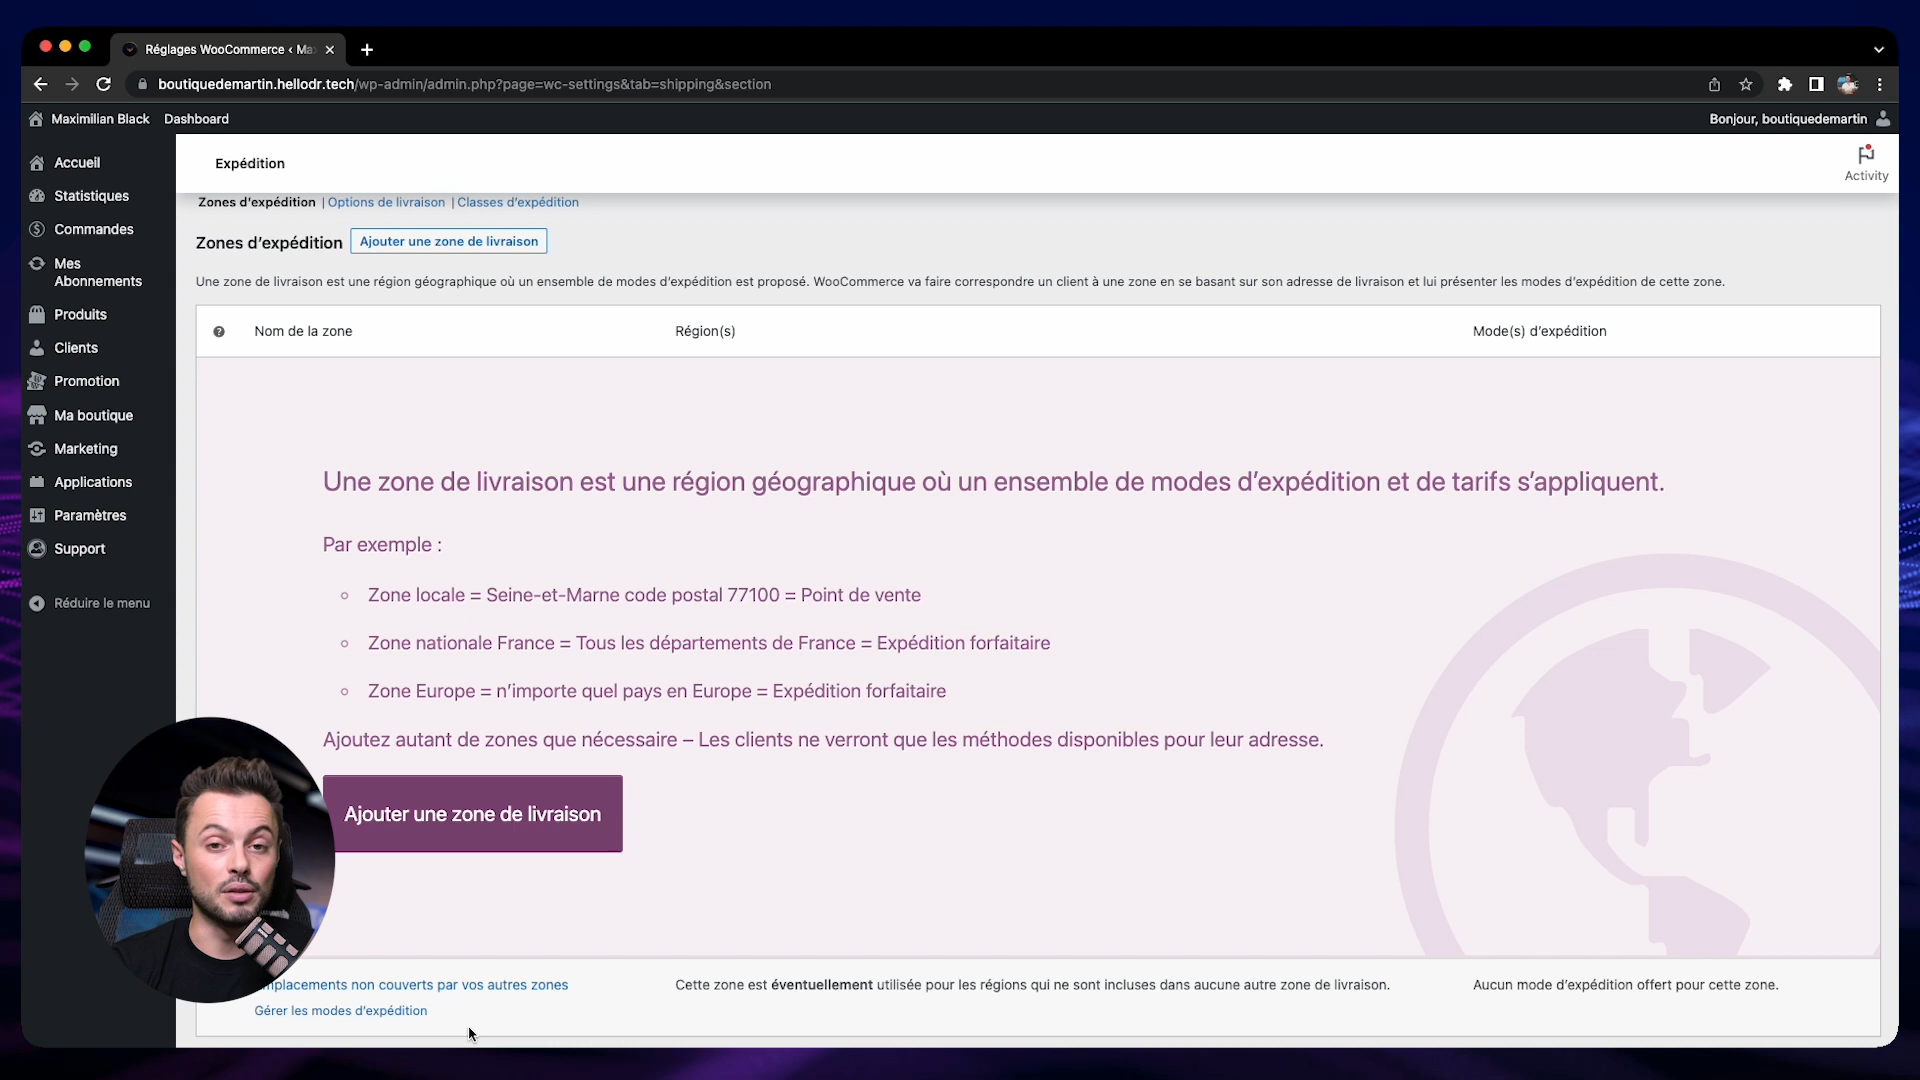 Réglages WooCommerce ‹ Ma
boutiquedemartin.hellodr.tech/wp-admin/admin.php?page=wc-settings&tab=shipping&section
Maximilian Black Dashboard
Bonjour, boutiquedemartin
Accueil
Statistiques
Commandes
Mes
Abonnements
Produits
Clients
Promotion
Ma boutique
Marketing
Applications
Paramètres
Support
Réduire le menu
Expédition
Activity
Zones d'expédition | Options de livraison | Classes d'expédition
Zones d'expédition Ajouter une zone de livraison
Une zone de livraison est une région géographique où un ensemble de modes d'expédition est proposé. WooCommerce va faire correspondre un client à une zone en se basant sur son adresse de livraison et lui présenter les modes d'expédition de cette zone.
Nom de la zone Région(s) Mode(s) d'expédition
Une zone de livraison est une région géographique où un ensemble de modes d'expédition et de tarifs s'appliquent.
Par exemple :
Zone locale = Seine-et-Marne code postal 77100 = Point de vente
Zone nationale France = Tous les départements de France = Expédition forfaitaire
Zone Europe = n'importe quel pays en Europe = Expédition forfaitaire
Ajoutez autant de zones que nécessaire – Les clients ne verront que les méthodes disponibles pour leur adresse.
Ajouter une zone de livraison
mplacements non couverts par vos autres zones Cette zone est éventuellement utilisée pour les régions qui ne sont incluses dans aucune autre zone de livraison. Aucun mode d'expédition offert pour cette zone.
Gérer les modes d'expédition